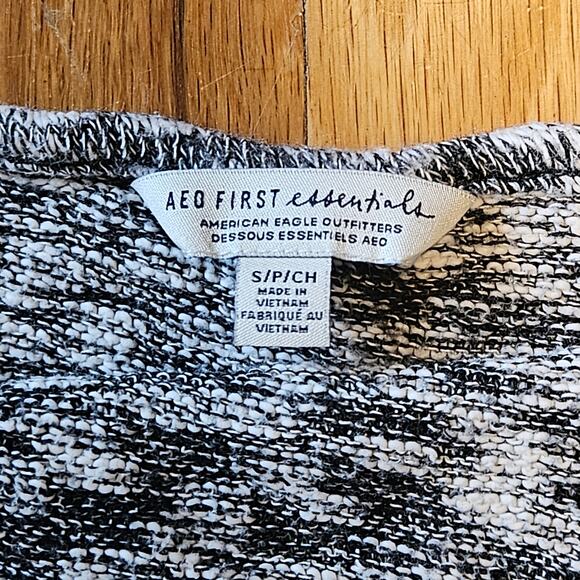 AEO FIRST essentials
AMERICAN EAGLE OUTFITTERS
DESSOUS ESSENTIELS AEO
S/P/CH
MADE IN
VIETNAM
FABRIQUÉ AU
VIETNAM